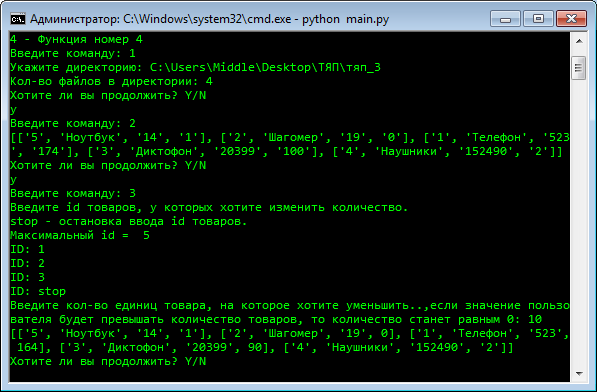 Администратор: C:\Windows\system32\cmd.exe - python main.py
4 - Функция номер 4
Введите команду: 1
Укажите директорию: C:\Users\Middle\Desktop\ТЯП\тяп_3
Кол-во файлов в директории: 4
Хотите ли вы продолжить? Y/N
y
Введите команду: 2
[['5', 'Ноутбук', '14', '1'], ['2', 'Шагомер', '19', '0'], ['1', 'Телефон', '523
', '174'], ['3', 'Диктофон', '20399', '100'], ['4', 'Наушники', '152490', '2']]
Хотите ли вы продолжить? Y/N
y
Введите команду: 3
Введите id товаров, у которых хотите изменить количество.
stop - остановка ввода id товаров.
Максимальный id =  5
ID: 1
ID: 2
ID: 3
ID: stop
Введите кол-во единиц товара, на которое хотите уменьшить..,если значение пользо
вателя будет превышать количество товаров, то количество станет равным 0: 10
[['5', 'Ноутбук', '14', '1'], ['2', 'Шагомер', '19', 0], ['1', 'Телефон', '523',
 164], ['3', 'Диктофон', '20399', 90], ['4', 'Наушники', '152490', '2']]
Хотите ли вы продолжить? Y/N